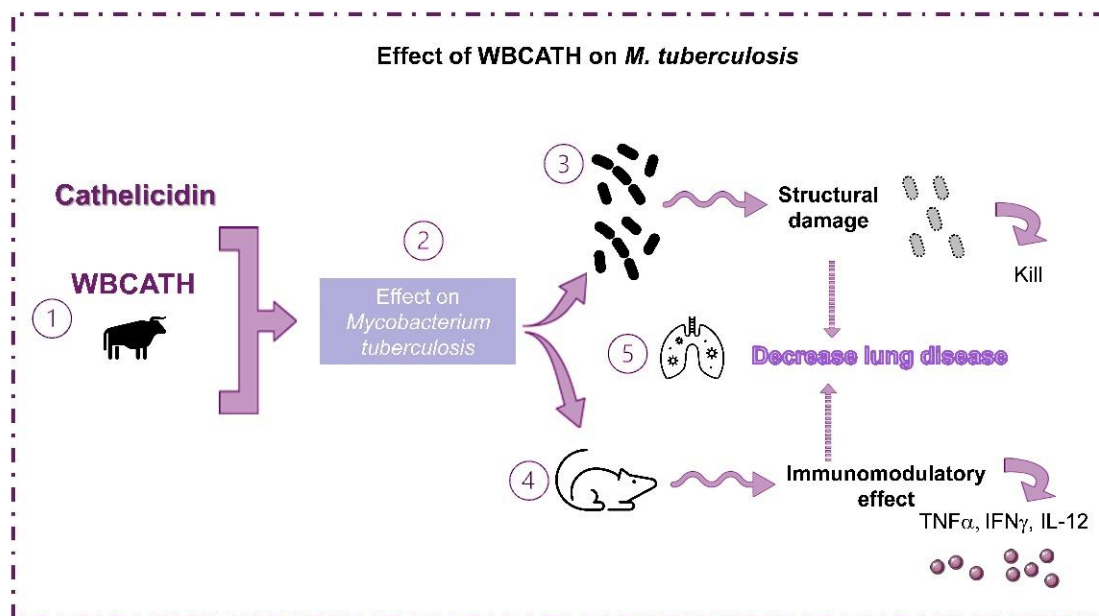 Effect of WBCATH on M. tuberculosis
Cathelicidin
WBCATH
1
2
Effect on
Mycobacterium
tuberculosis
3
Structural
damage
Kill
5
Decrease lung disease
4
Immunomodulatory
effect
TNFα, IFNγ, IL-12